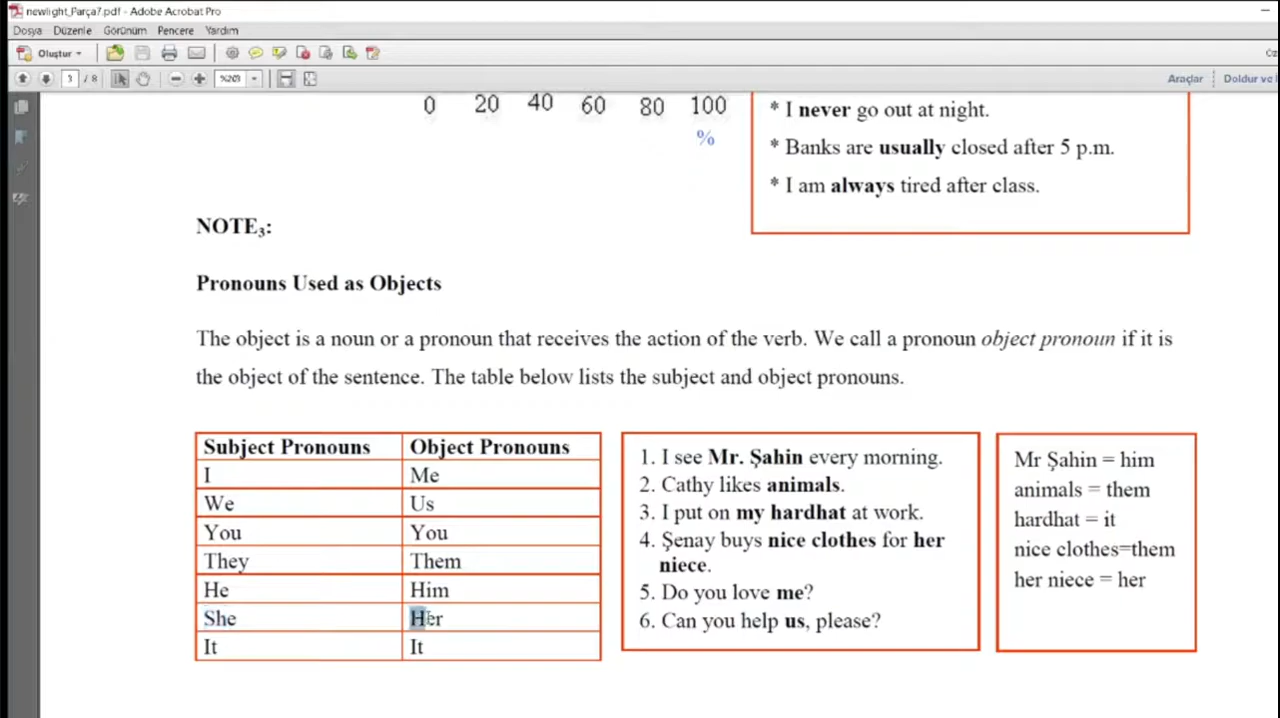 newlight_Parça7.pdf - Adobe Acrobat Pro
Dosya Düzenle Görünüm Pencere Yardım
Oluştur
3 / 8 %203 Araçlar Doldur ve
0 20 40 60 80 100
%
* I never go out at night.
* Banks are usually closed after 5 p.m.
* I am always tired after class.
NOTE3:
Pronouns Used as Objects
The object is a noun or a pronoun that receives the action of the verb. We call a pronoun object pronoun if it is
the object of the sentence. The table below lists the subject and object pronouns.
Subject Pronouns Object Pronouns
I Me
We Us
You You
They Them
He Him
She Her
It It
1. I see Mr. Şahin every morning.
2. Cathy likes animals.
3. I put on my hardhat at work.
4. Şenay buys nice clothes for her
niece.
5. Do you love me?
6. Can you help us, please?
Mr Şahin = him
animals = them
hardhat = it
nice clothes=them
her niece = her